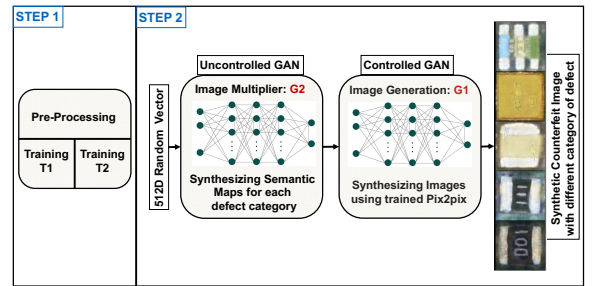 STEP 1
Pre-Processing
Training
T1
Training
T2
STEP 2
512D Random Vector
Uncontrolled GAN
Image Multiplier: G2
Synthesizing Semantic
Maps for each
defect category
Controlled GAN
Image Generation: G1
Synthesizing Images
using trained Pix2pix
111
001
Synthetic Counterfeit Image
with different category of defect